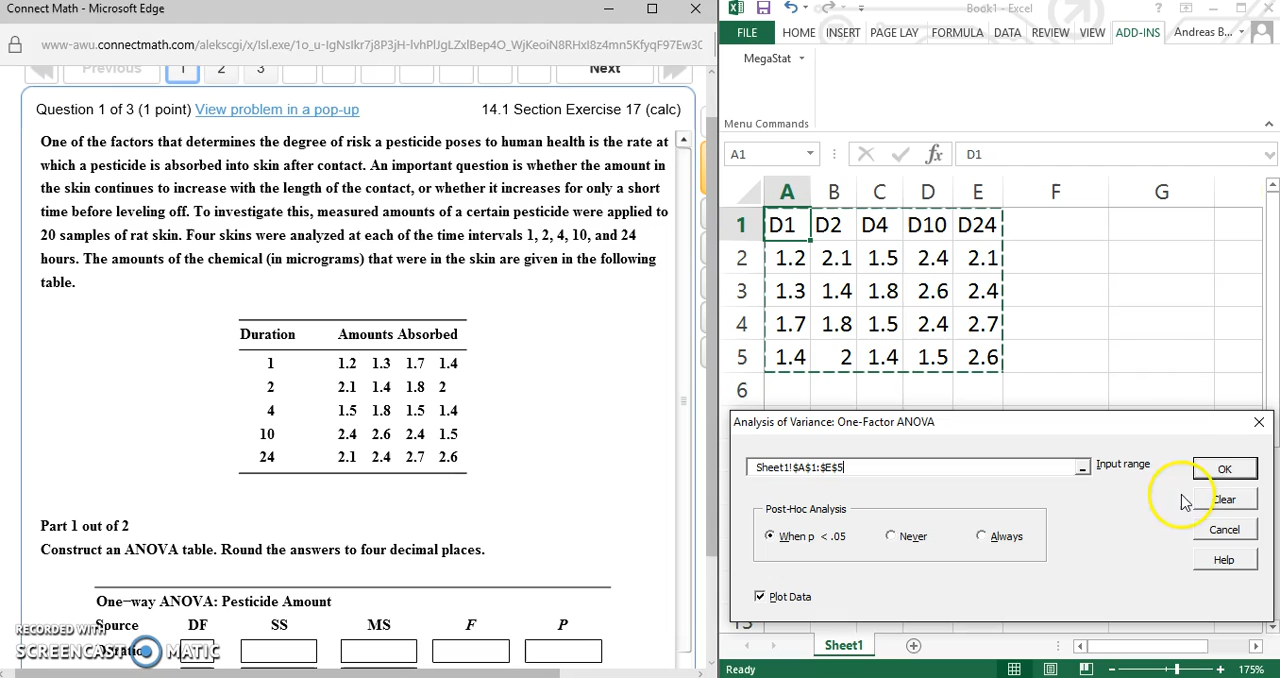 Connect Math - Microsoft Edge
www-awu.connectmath.com/alekscgi/x/Isl.exe/1o_u-IgNslkr7j8P3jH-lvhPlJgLZxlBep4O_WjKeoiN8RHxl8z4mn5KfyqF97Ew3C
Previous 1 2 3 Next
Question 1 of 3 (1 point) View problem in a pop-up 14.1 Section Exercise 17 (calc)
One of the factors that determines the degree of risk a pesticide poses to human health is the rate at
which a pesticide is absorbed into skin after contact. An important question is whether the amount in
the skin continues to increase with the length of the contact, or whether it increases for only a short
time before leveling off. To investigate this, measured amounts of a certain pesticide were applied to
20 samples of rat skin. Four skins were analyzed at each of the time intervals 1, 2, 4, 10, and 24
hours. The amounts of the chemical (in micrograms) that were in the skin are given in the following
table.
Duration Amounts Absorbed
1 1.2 1.3 1.7 1.4
2 2.1 1.4 1.8 2
4 1.5 1.8 1.5 1.4
10 2.4 2.6 2.4 1.5
24 2.1 2.4 2.7 2.6
Part 1 out of 2
Construct an ANOVA table. Round the answers to four decimal places.
One−way ANOVA: Pesticide Amount
Source DF SS MS F P
RECORDED WITH
SCREENCAST MATIC
Book1 - Excel
FILE HOME INSERT PAGE LAY FORMULA DATA REVIEW VIEW ADD-INS Andreas B...
MegaStat
Menu Commands
A1 fx D1
A B C D E F G
1 D1 D2 D4 D10 D24
2 1.2 2.1 1.5 2.4 2.1
3 1.3 1.4 1.8 2.6 2.4
4 1.7 1.8 1.5 2.4 2.7
5 1.4 2 1.4 1.5 2.6
6
Analysis of Variance: One-Factor ANOVA
Sheet1!$A$1:$E$5 Input range
OK
Post-Hoc Analysis
Clear
When p < .05 Never Always
Cancel
Help
Plot Data
Sheet1
Ready 175%